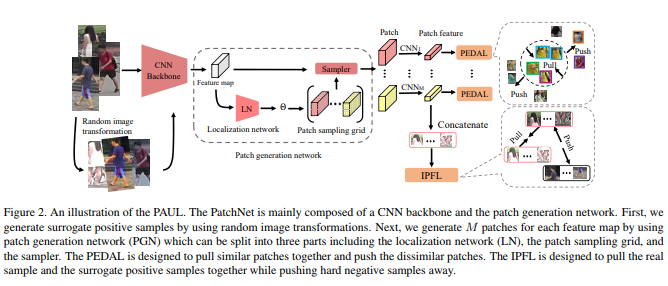 Patch
Patch feature
CNN₁
PEDAL
CNN
Backbone
Feature map
Sampler
LN
Θ
Localization network
Patch sampling grid
Patch generation network
Random image
transformation
CNN_M
PEDAL
Concatenate
IPFL
Push
Pull
Push
Pull
Push
Figure 2. An illustration of the PAUL. The PatchNet is mainly composed of a CNN backbone and the patch generation network. First, we
generate surrogate positive samples by using random image transformations. Next, we generate M patches for each feature map by using
patch generation network (PGN) which can be split into three parts including the localization network (LN), the patch sampling grid, and
the sampler. The PEDAL is designed to pull similar patches together and push the dissimilar patches. The IPFL is designed to pull the real
sample and the surrogate positive samples together while pushing hard negative samples away.